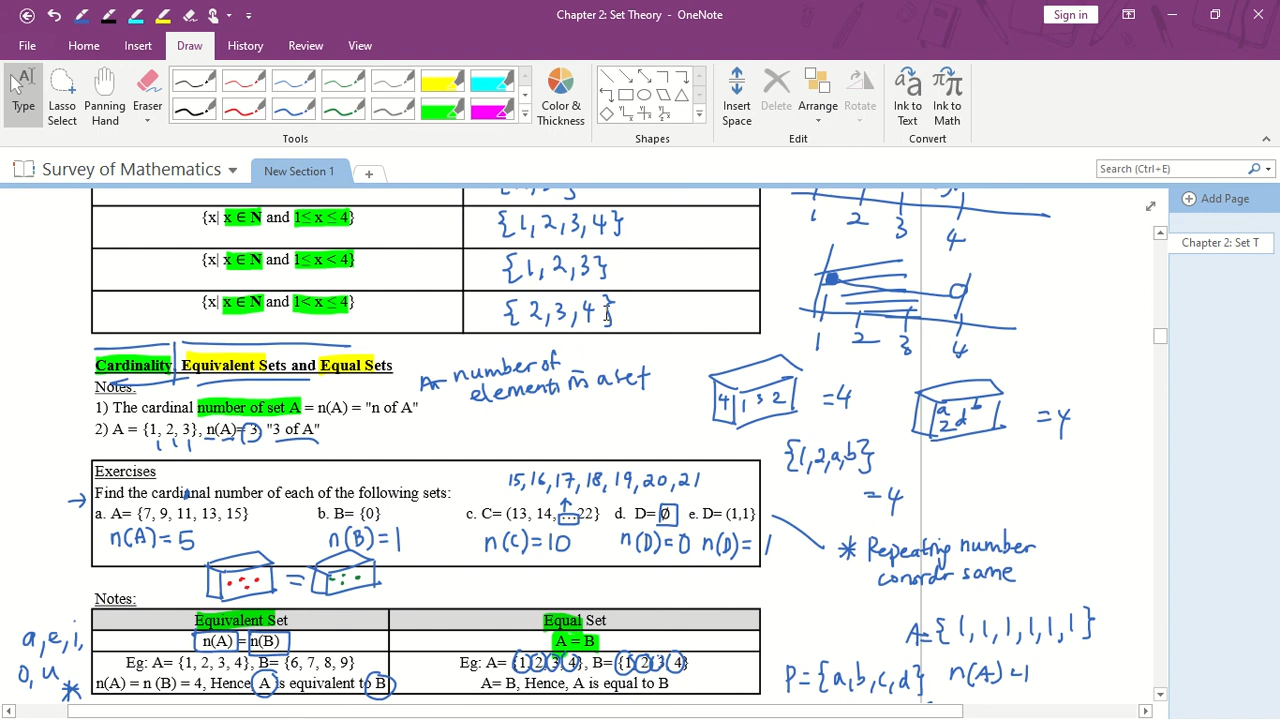 Chapter 2: Set Theory - OneNote
Sign in
File Home Insert Draw History Review View
Type
Lasso Select
Panning Hand
Eraser
Color & Thickness
Insert Space
Delete
Arrange
Rotate
Ink to Text
Ink to Math
Tools
Shapes
Edit
Convert
Survey of Mathematics
New Section 1
Search (Ctrl+E)
Add Page
Chapter 2: Set T
{x| x ∈ N and 1≤ x ≤ 4}
{1, 2, 3, 4}
1 2 3 4
{x| x ∈ N and 1≤ x < 4}
{1, 2, 3}
{x| x ∈ N and 1< x ≤ 4}
{ 2, 3, 4 }
1 2 3 4
Cardinality, Equivalent Sets and Equal Sets
number of
elements in a set
Notes:
1) The cardinal number of set A = n(A) = "n of A"
2) A = {1, 2, 3}, n(A)= 3 "3 of A"
4 1 3 2 = 4
a b 2 d = 4
{1, 2, a, b}
= 4
Exercises
15, 16, 17, 18, 19, 20, 21
Find the cardinal number of each of the following sets:
a. A= {7, 9, 11, 13, 15} b. B= {0} c. C= (13, 14, …22} d. D= ∅ e. D= (1,1}
n(A) = 5 n(B) = 1 n(C) = 10 n(D) = 0 n(D) = 1
* Repeating number
same
=
Notes:
Equivalent Set Equal Set
n(A) = n(B) A = B
Eg: A= {1, 2, 3, 4}, B= {6, 7, 8, 9} Eg: A= {1, 2, 3, 4}, B= {1, 2, 3, 4}
n(A) = n (B) = 4, Hence A is equivalent to B A= B, Hence, A is equal to B
a, e, i,
o, u
*
A= { 1, 1, 1, 1, 1, 1 }
P = {a, b, c, d} n(A) = 1